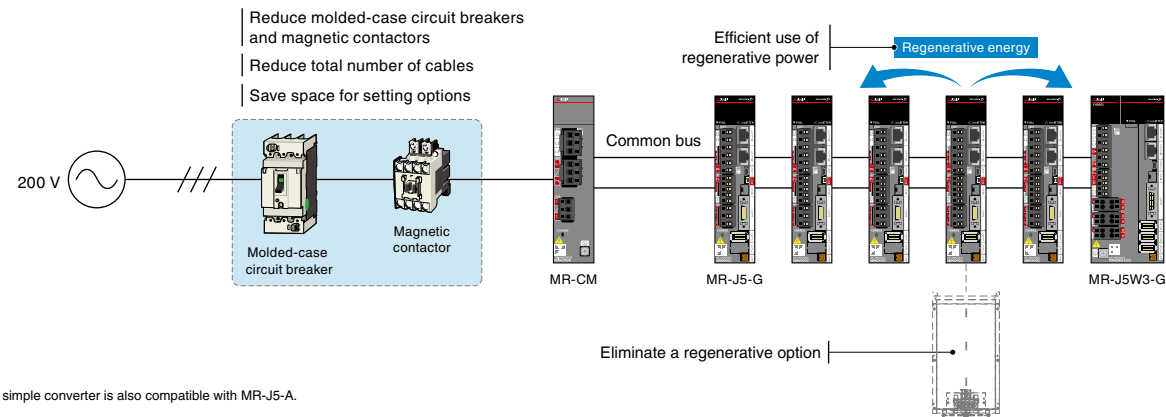 Reduce molded-case circuit breakers
and magnetic contactors
Reduce total number of cables
Save space for setting options
Efficient use of
regenerative power
Regenerative energy
Common bus
200 V
Molded-case
circuit breaker
Magnetic
contactor
MR-CM
MR-J5-G
MR-J5W3-G
Eliminate a regenerative option
simple converter is also compatible with MR-J5-A.